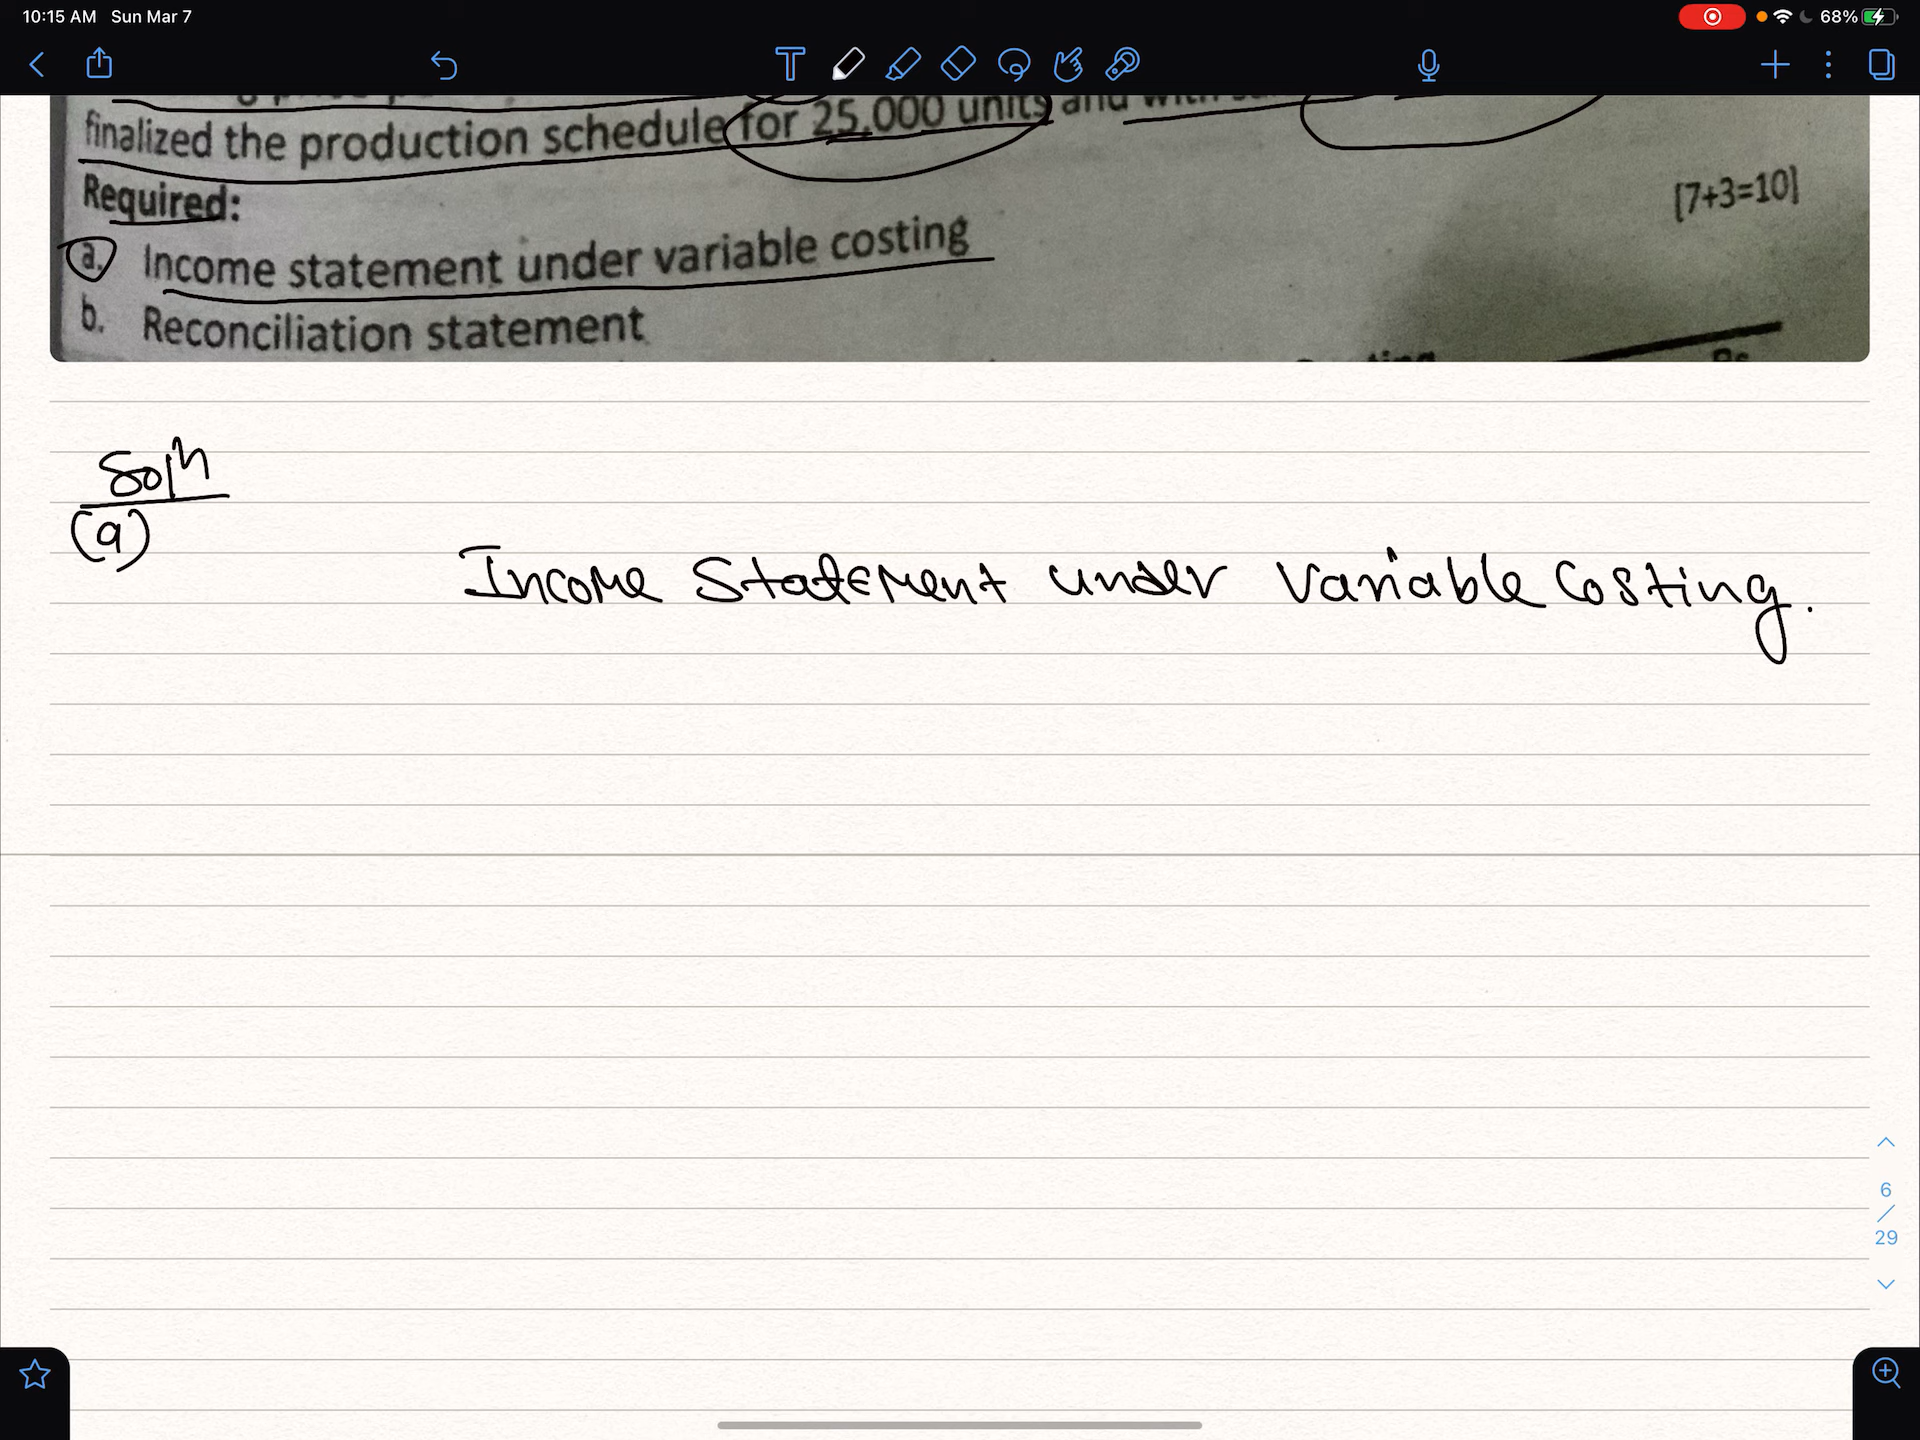 10:15 AM Sun Mar 7
68%
finalized the production schedule for 25,000 units and
Required:
[7+3=10]
a. Income statement under variable costing
b. Reconciliation statement
Soln
(a)
Income Statement under Variable Costing.
6
/
29